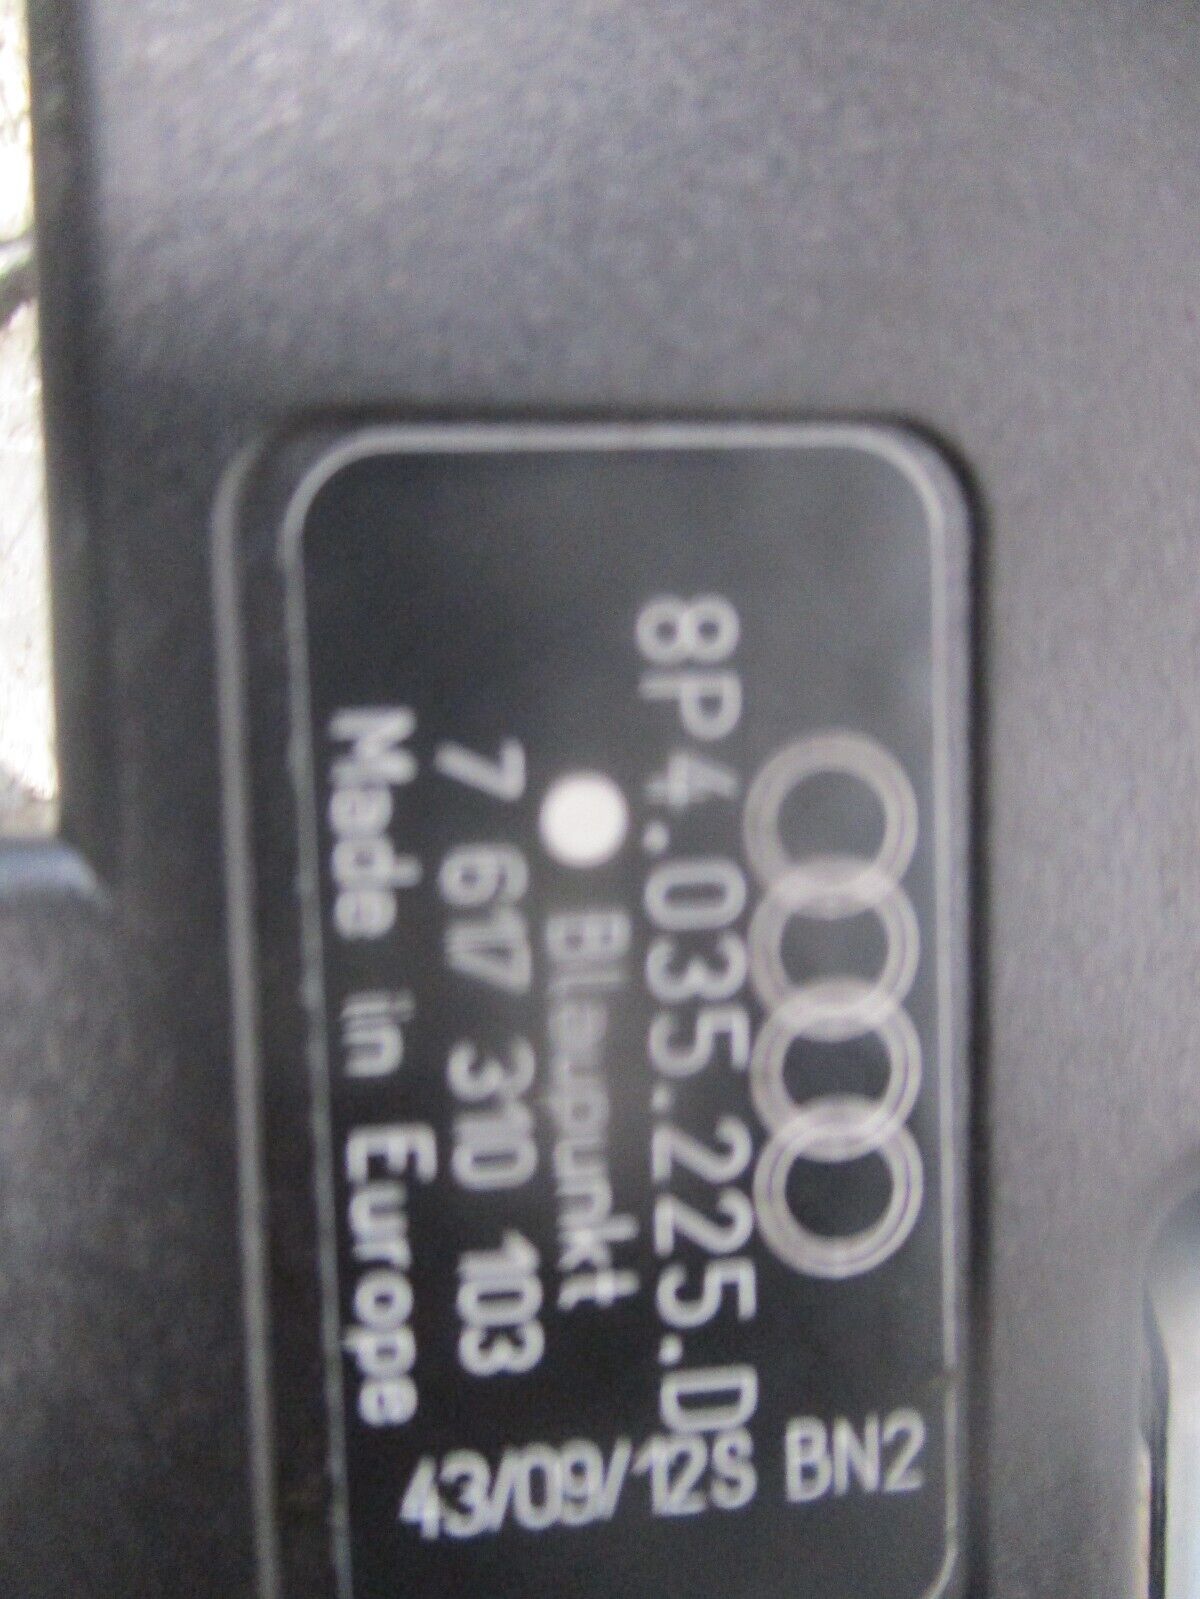 8P4.035.225.D
Blaupunkt
7 617 310 103
Made in Europe
43/09/12S BN2